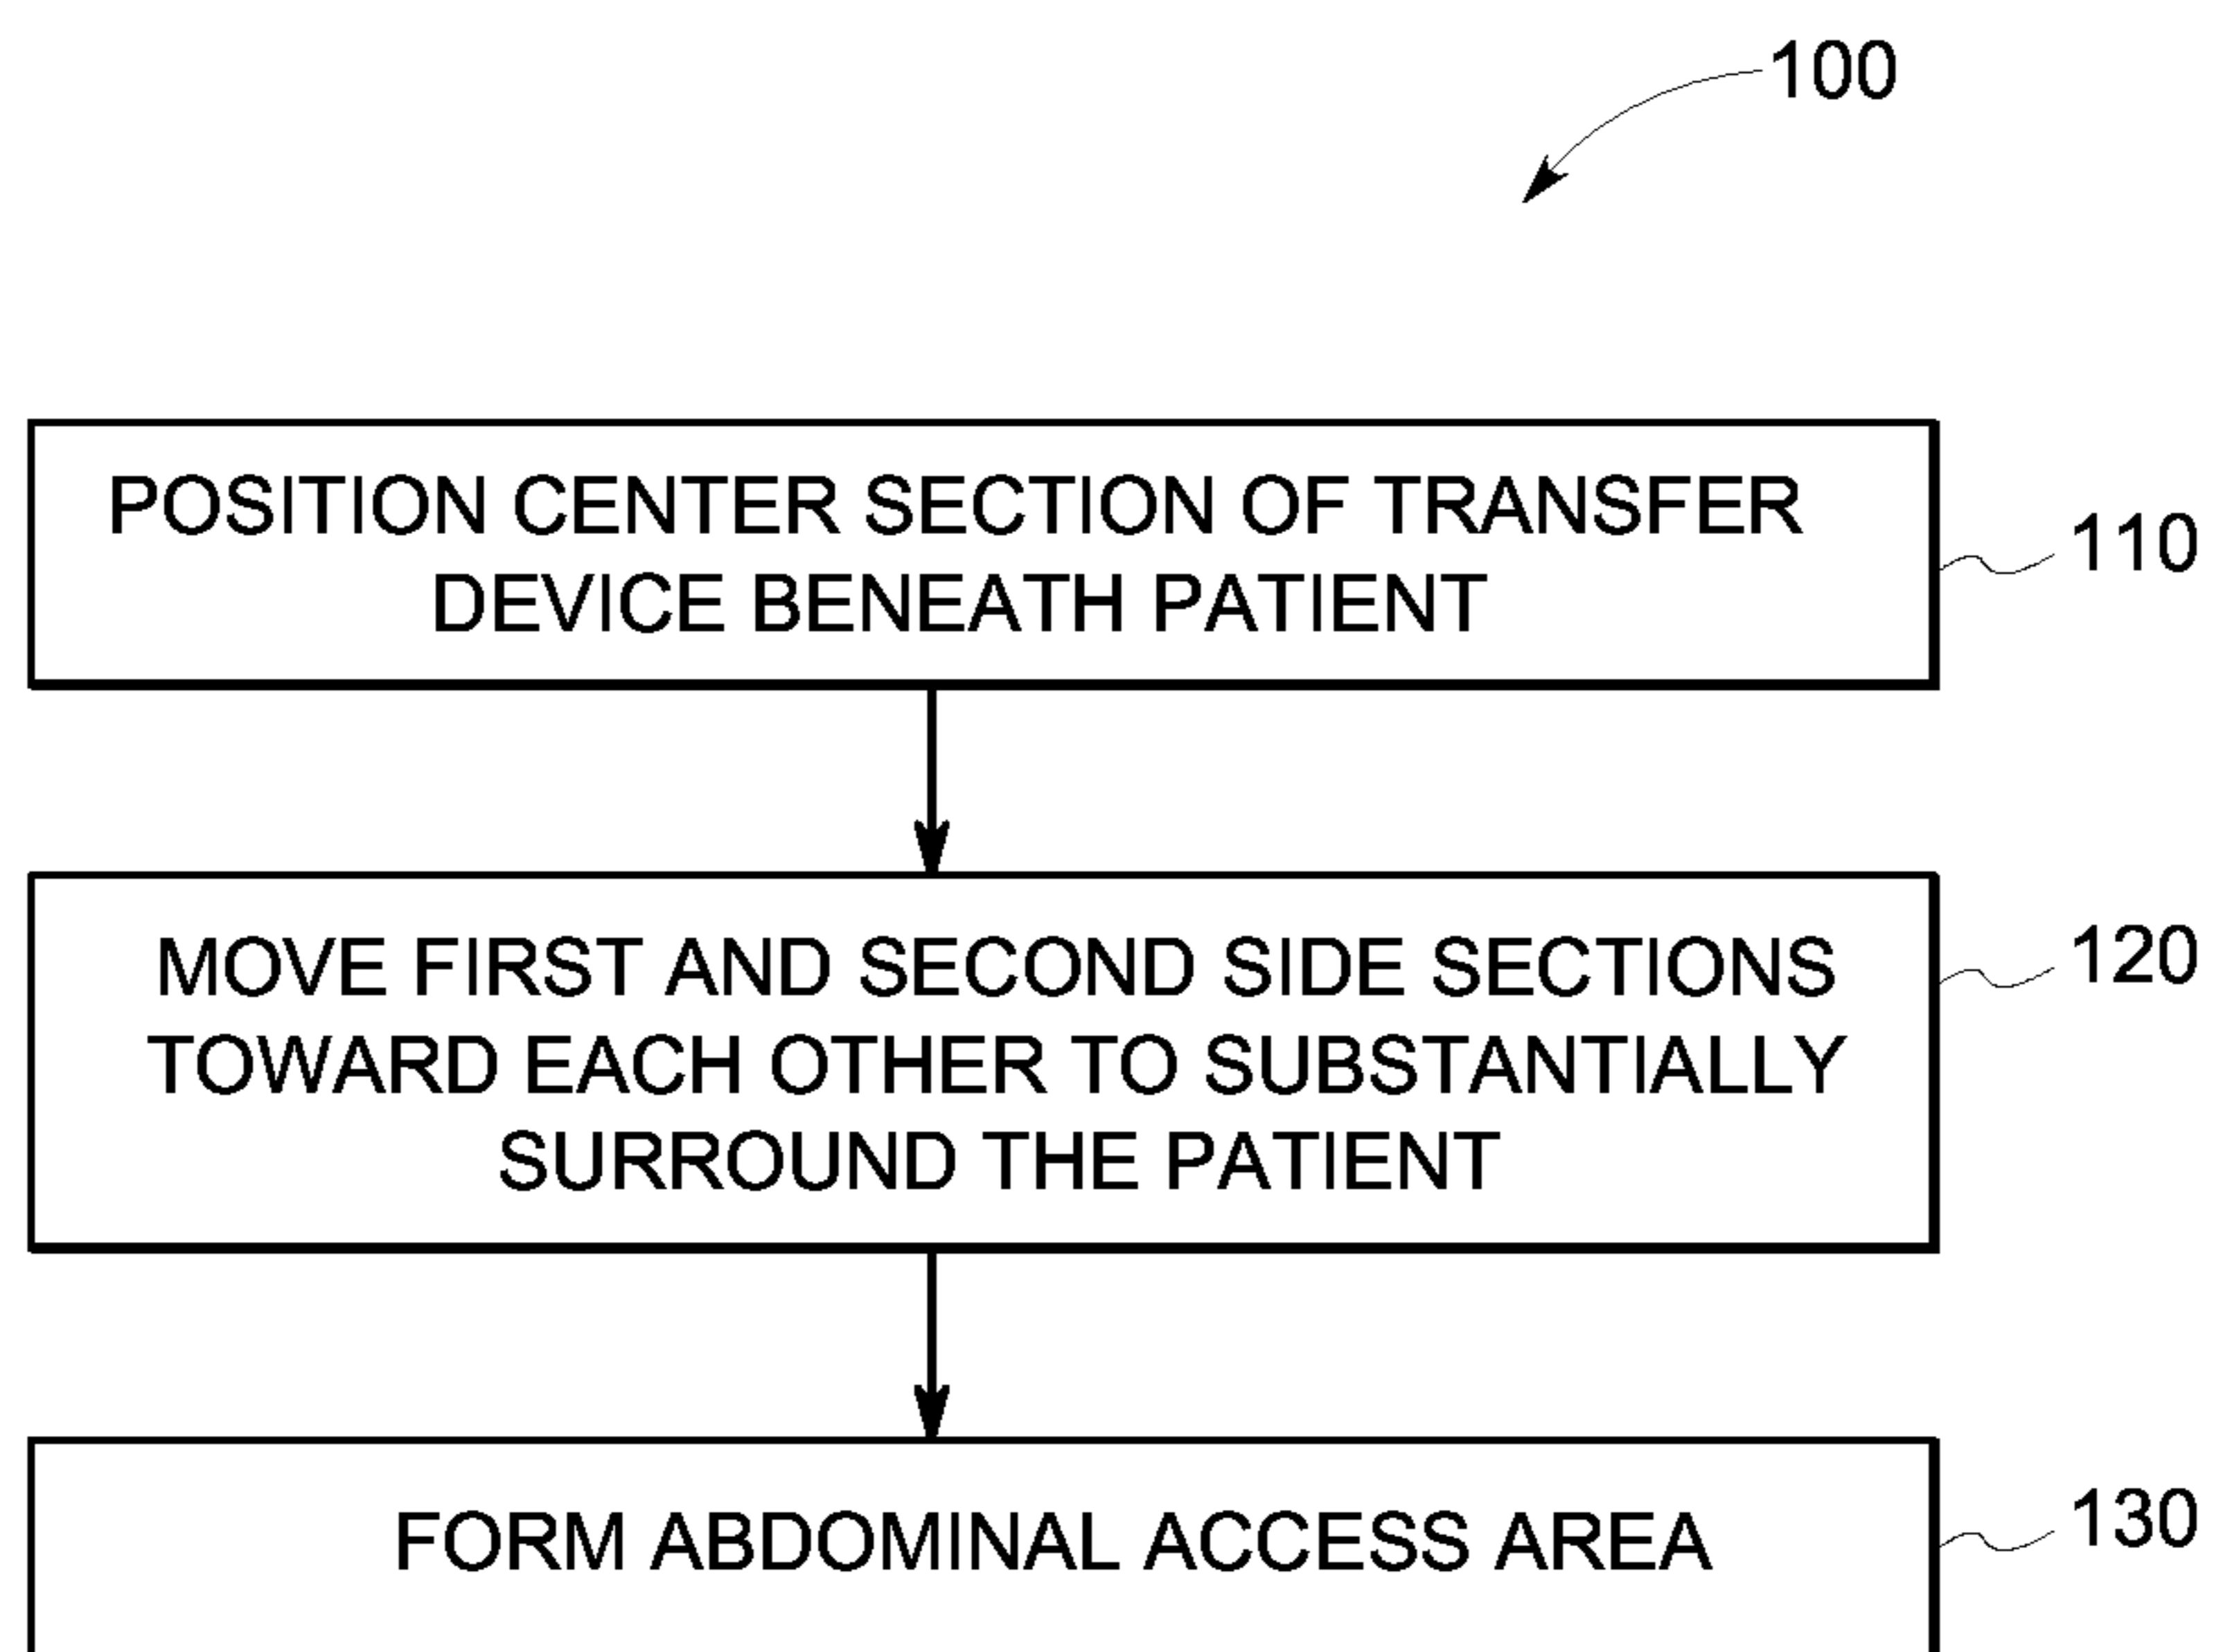 100
POSITION CENTER SECTION OF TRANSFER
DEVICE BENEATH PATIENT
110
MOVE FIRST AND SECOND SIDE SECTIONS
TOWARD EACH OTHER TO SUBSTANTIALLY
SURROUND THE PATIENT
120
FORM ABDOMINAL ACCESS AREA
130